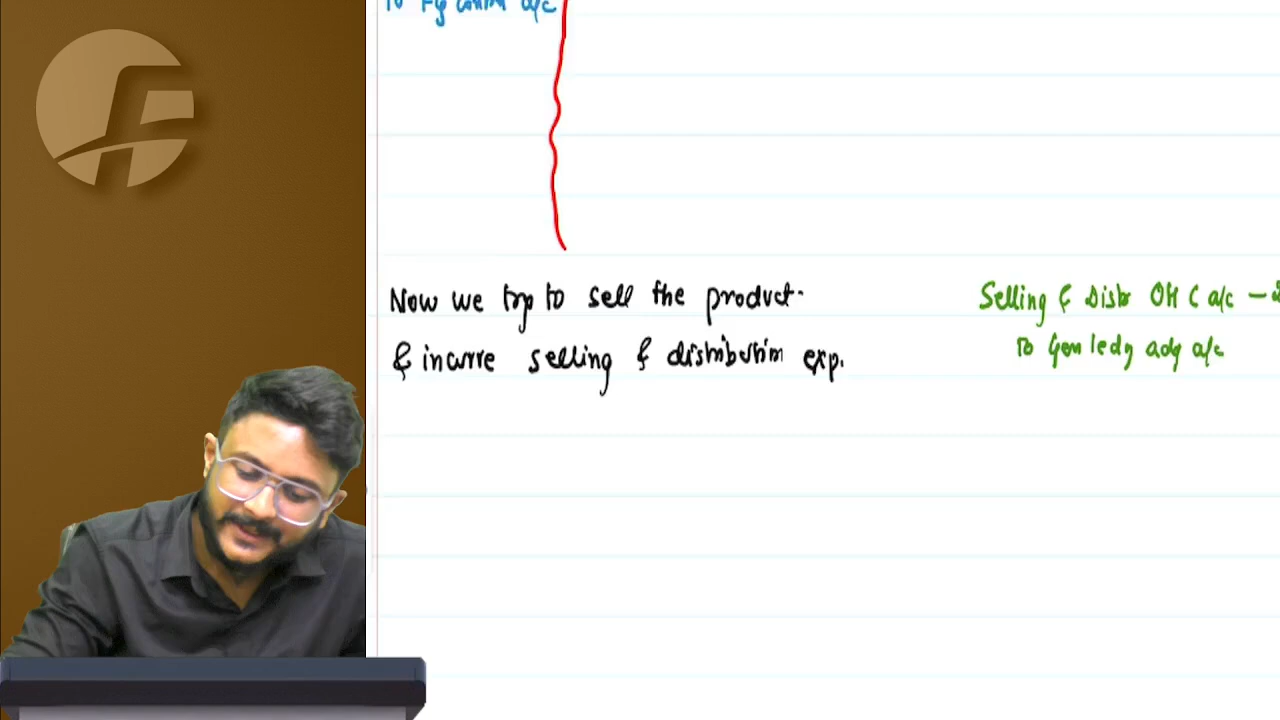 To Fg control a/c
Now we try to sell the product.
& incurre selling & distribution exp.
Selling & Distr OH C a/c —
To Gen ledg adj a/c